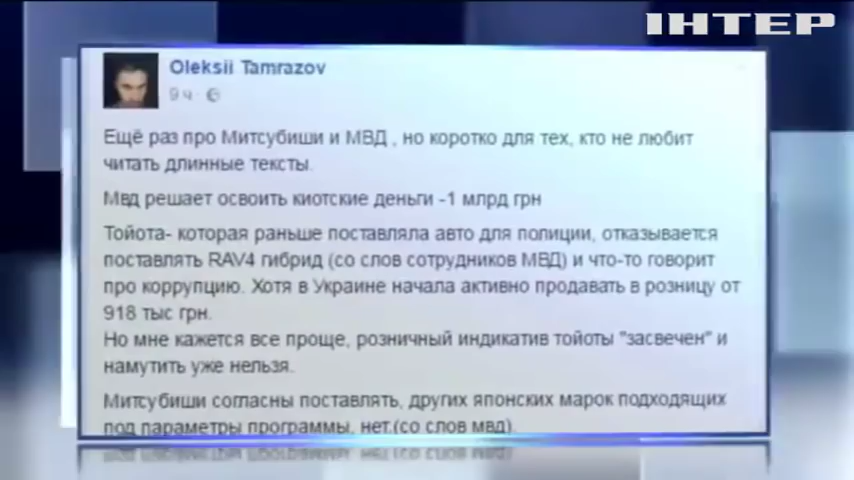 ІНТЕР
Oleksii Tamrazov
9 ч ·
Ещё раз про Митсубиши и МВД , но коротко для тех, кто не любит
читать длинные тексты.
Мвд решает освоить киотские деньги -1 млрд грн
Тойота- которая раньше поставляла авто для полиции, отказывается
поставлять RAV4 гибрид (со слов сотрудников МВД) и что-то говорит
про коррупцию. Хотя в Украине начала активно продавать в розницу от
918 тыс грн.
Но мне кажется все проще, розничный индикатив тойоты "засвечен" и
намутить уже нельзя.
Митсубиши согласны поставлять, других японских марок подходящих
под параметры программы, нет.(со слов мвд).